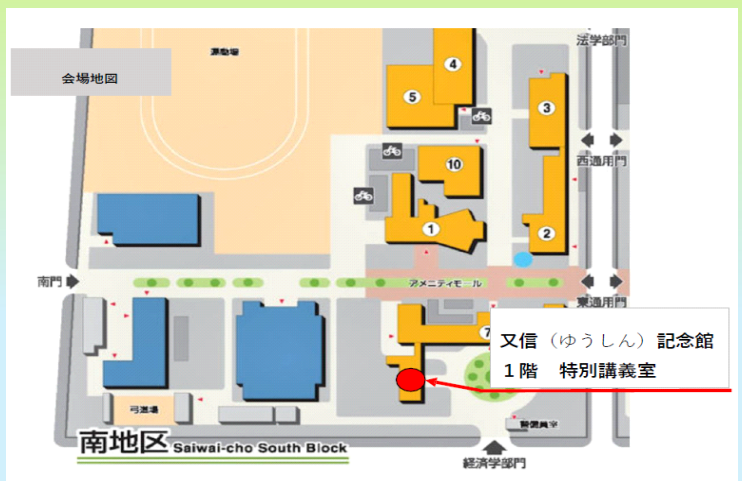 運動場
法学部門
会場地図
4
5
3
西通用門
10
1
2
南門
アメニティモール
東通用門
7
又信（ゆうしん）記念館
１階　特別講義室
弓道場
警備員室
南地区 Saiwai-cho South Block
経済学部門